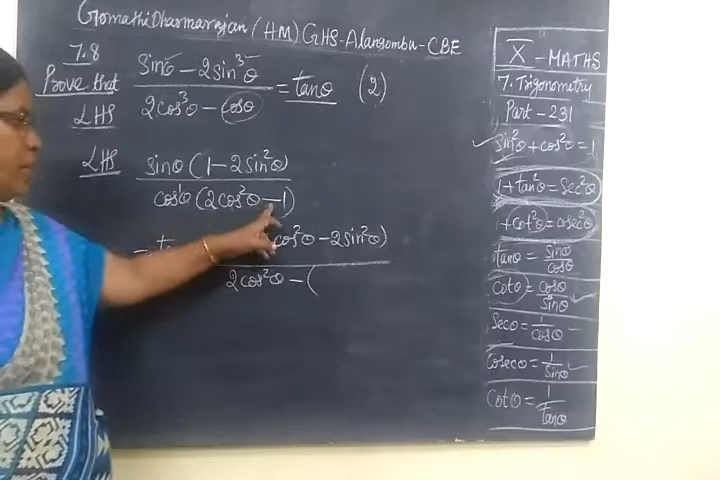 Gomathi Dharmarajan (HM) GHS-Alangombu-CBE
7.8
Prove that sinθ - 2sin³θ / 2cos³θ - cosθ = tanθ (2)
LHS
LHS sinθ (1 - 2sin²θ) / cosθ (2cos²θ - 1)
= t cos²θ - 2sin²θ) / 2cos²θ - (
X - MATHS
7. Trigonometry
Part - 231
sin²θ + cos²θ = 1
1 + tan²θ = sec²θ
1 + cot²θ = cosec²θ
tanθ = sinθ / cosθ
cotθ = cosθ / sinθ
secθ = 1 / cosθ
cosecθ = 1 / sinθ
cotθ = 1 / tanθ